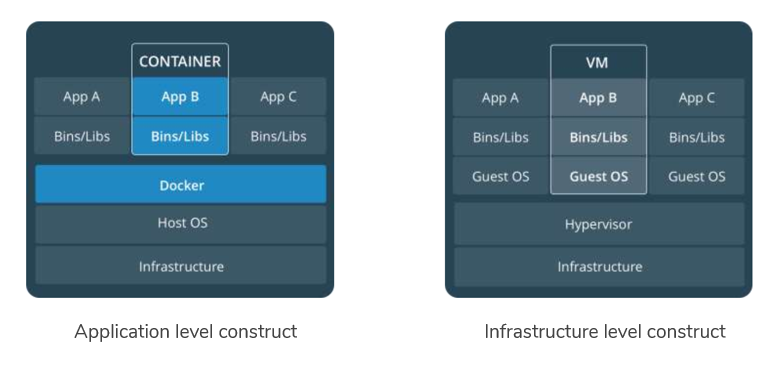 CONTAINER
App A
App B
App C
Bins/Libs
Bins/Libs
Bins/Libs
Docker
Host OS
Infrastructure
Application level construct
VM
App A
App B
App C
Bins/Libs
Bins/Libs
Bins/Libs
Guest OS
Guest OS
Guest OS
Hypervisor
Infrastructure
Infrastructure level construct